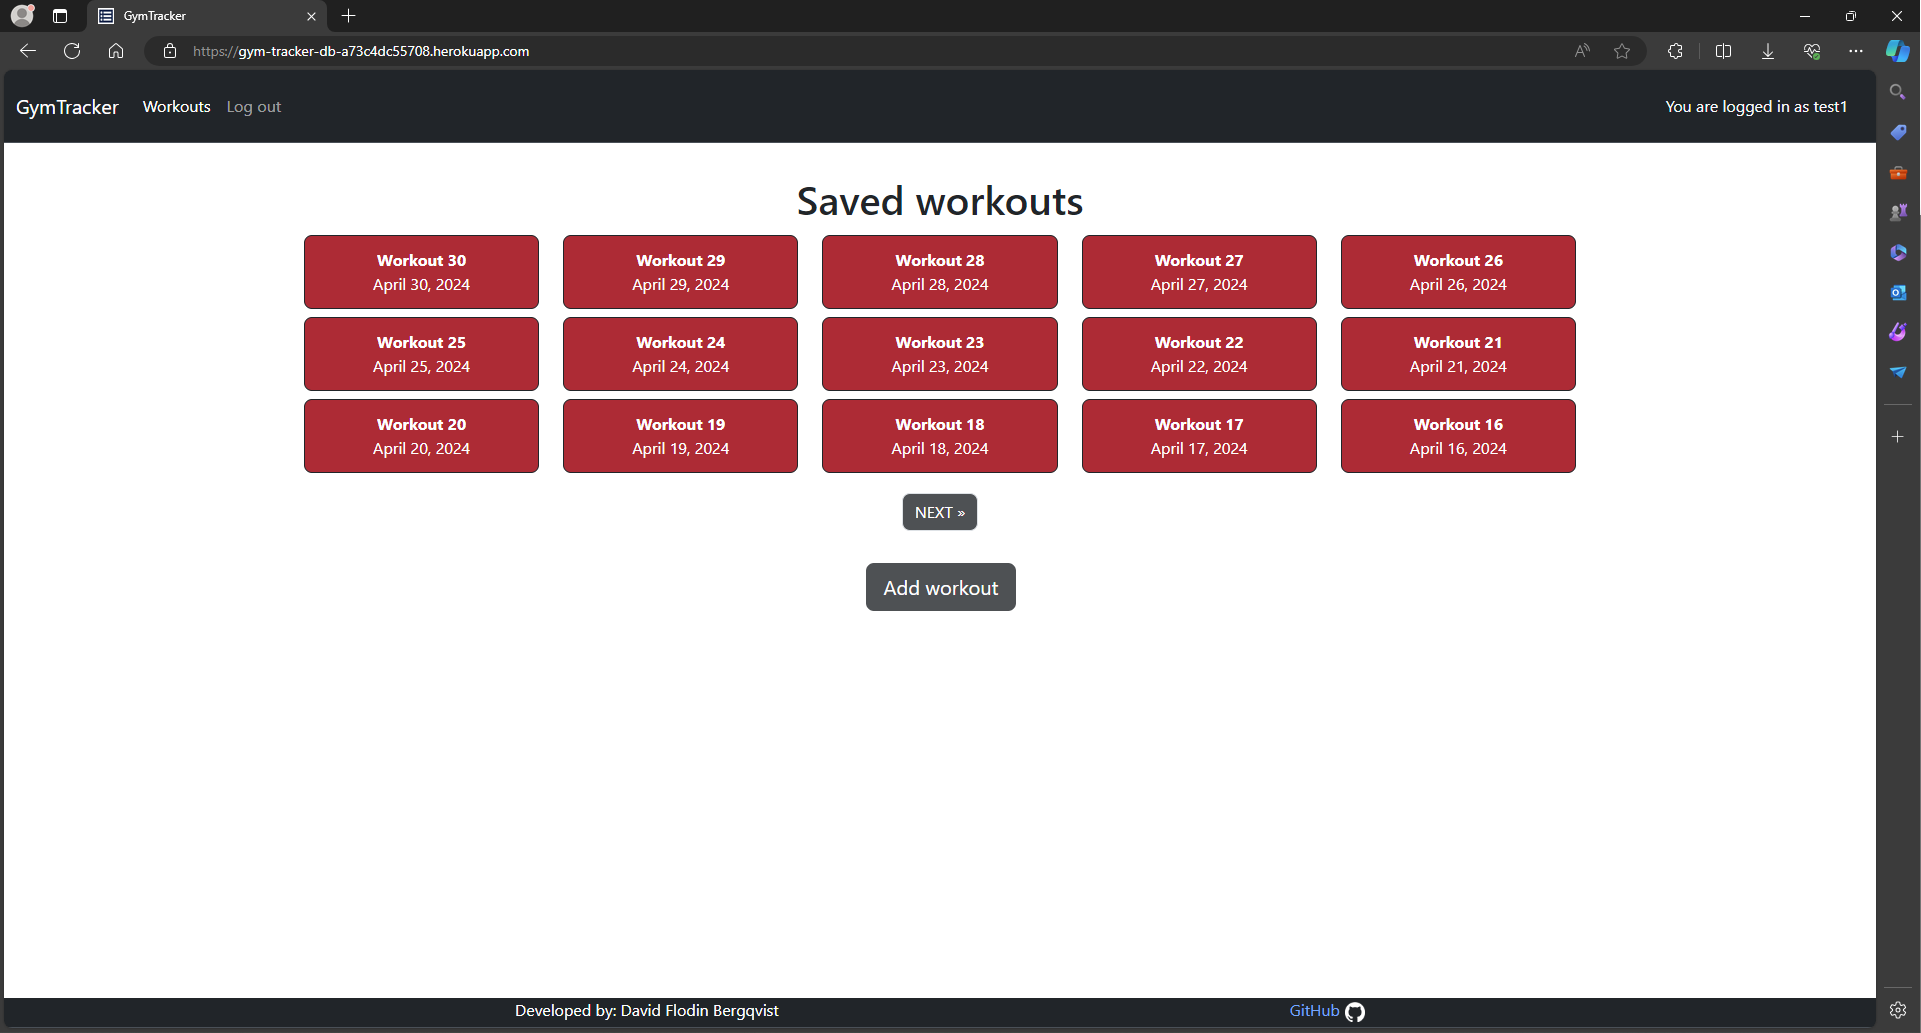 GymTracker
https://gym-tracker-db-a73c4dc55708.herokuapp.com
GymTracker Workouts Log out You are logged in as test1
Saved workouts
Workout 30 Workout 29 Workout 28 Workout 27 Workout 26
April 30, 2024 April 29, 2024 April 28, 2024 April 27, 2024 April 26, 2024
Workout 25 Workout 24 Workout 23 Workout 22 Workout 21
April 25, 2024 April 24, 2024 April 23, 2024 April 22, 2024 April 21, 2024
Workout 20 Workout 19 Workout 18 Workout 17 Workout 16
April 20, 2024 April 19, 2024 April 18, 2024 April 17, 2024 April 16, 2024
NEXT »
Add workout
Developed by: David Flodin Bergqvist GitHub